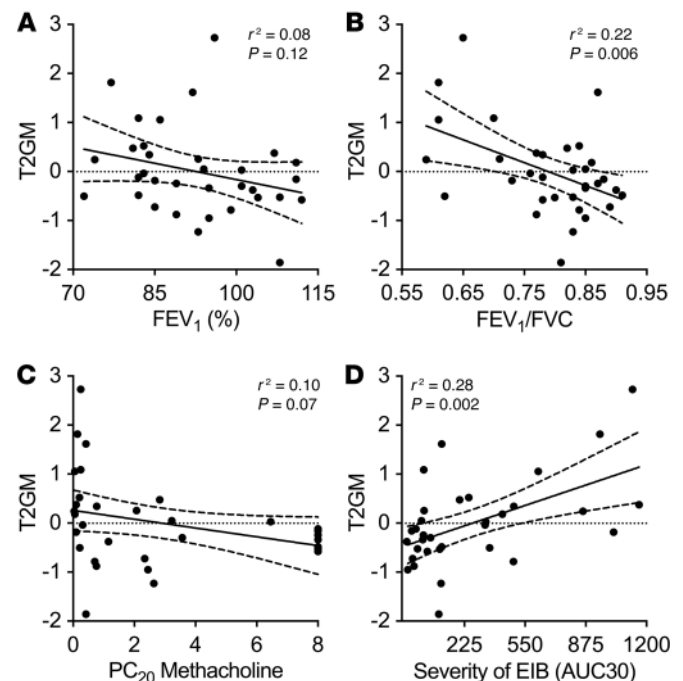 A
r² = 0.08
P = 0.12
T2GM
3
2
1
0
-1
-2
70 85 100 115
FEV₁ (%)
B
r² = 0.22
P = 0.006
T2GM
3
2
1
0
-1
-2
0.55 0.65 0.75 0.85 0.95
FEV₁/FVC
C
r² = 0.10
P = 0.07
T2GM
3
2
1
0
-1
-2
0 2 4 6 8
PC₂₀ Methacholine
D
r² = 0.28
P = 0.002
T2GM
3
2
1
0
-1
-2
225 550 875 1200
Severity of EIB (AUC30)